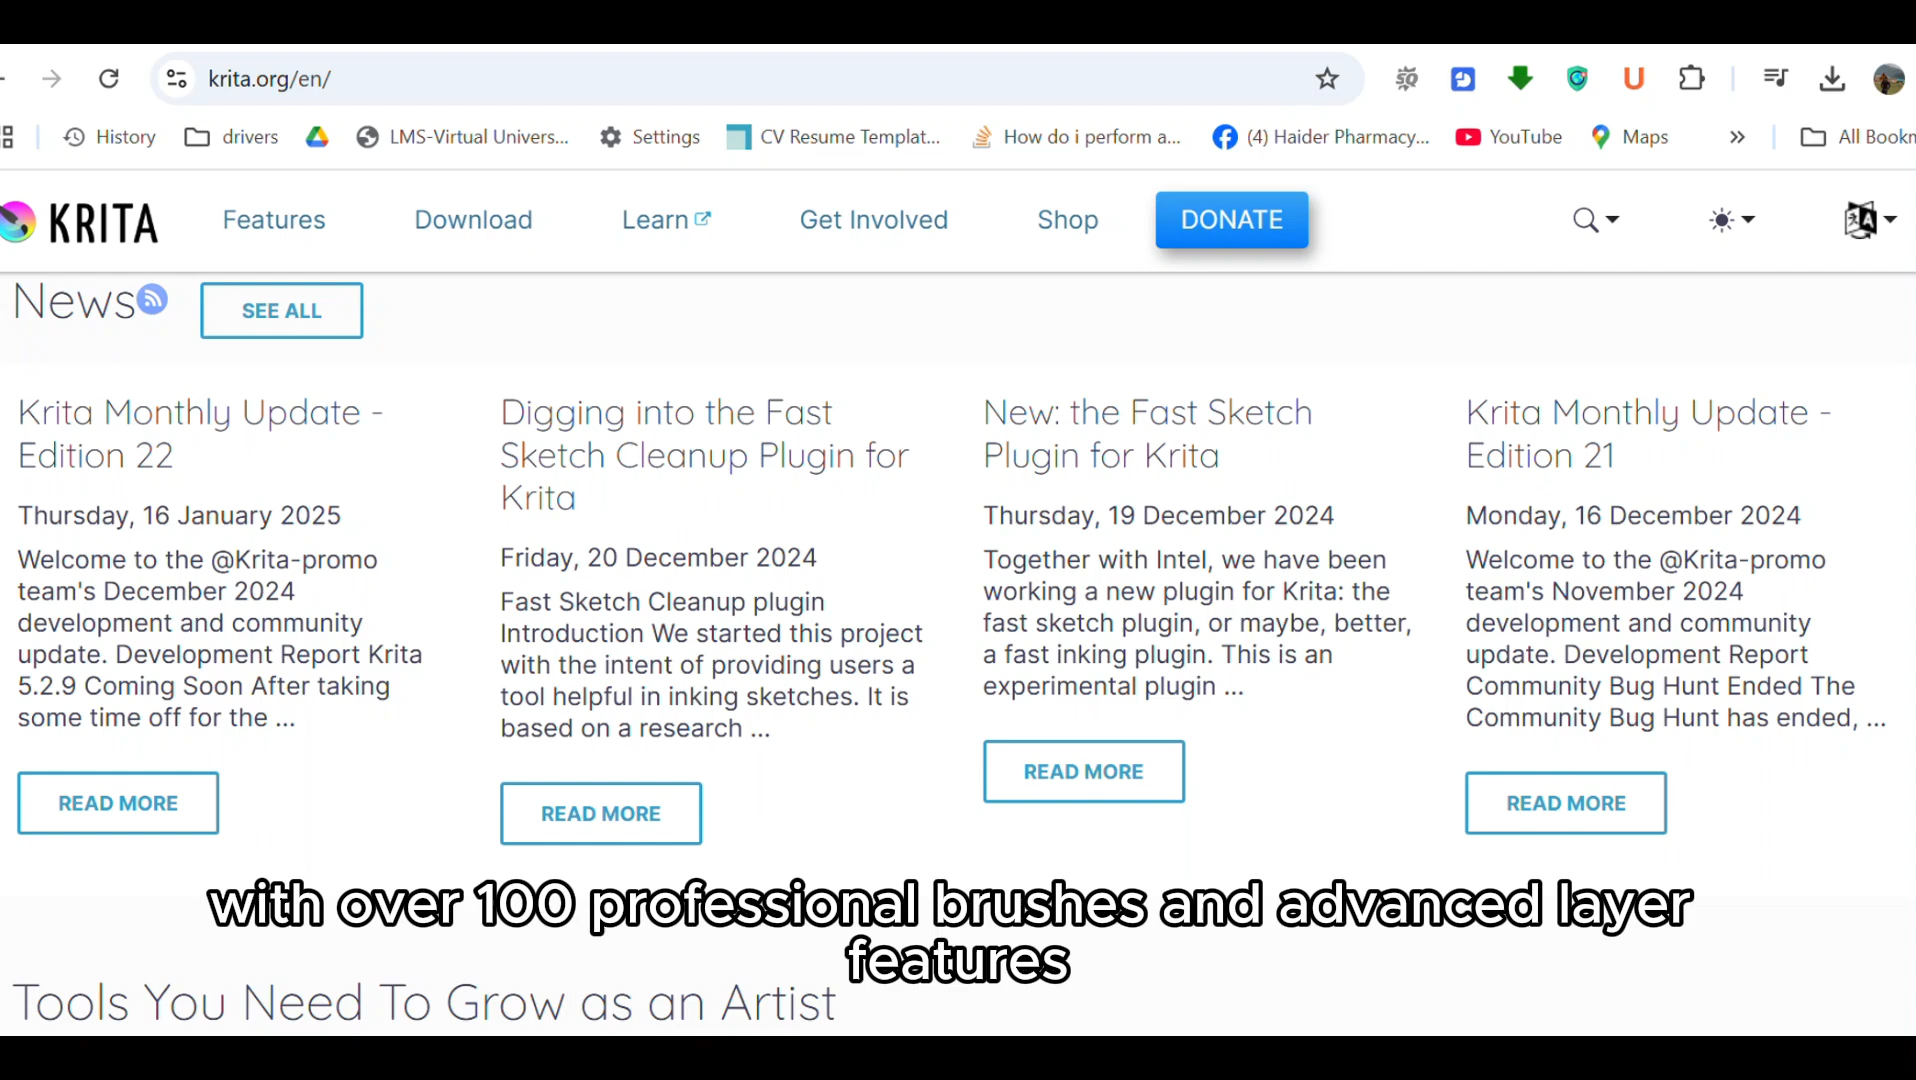 krita.org/en/
History drivers LMS-Virtual Univers... Settings CV Resume Templat... How do i perform a... (4) Haider Pharmacy,... YouTube Maps » All Bookm
KRITA Features Download Learn Get Involved Shop DONATE
News SEE ALL
Krita Monthly Update -
Edition 22
Thursday, 16 January 2025
Welcome to the @Krita-promo
team's December 2024
development and community
update. Development Report Krita
5.2.9 Coming Soon After taking
some time off for the ...
READ MORE
Digging into the Fast
Sketch Cleanup Plugin for
Krita
Friday, 20 December 2024
Fast Sketch Cleanup plugin
Introduction We started this project
with the intent of providing users a
tool helpful in inking sketches. It is
based on a research ...
READ MORE
New: the Fast Sketch
Plugin for Krita
Thursday, 19 December 2024
Together with Intel, we have been
working a new plugin for Krita: the
fast sketch plugin, or maybe, better,
a fast inking plugin. This is an
experimental plugin ...
READ MORE
Krita Monthly Update -
Edition 21
Monday, 16 December 2024
Welcome to the @Krita-promo
team's November 2024
development and community
update. Development Report
Community Bug Hunt Ended The
Community Bug Hunt has ended, ...
READ MORE
with over 100 professional brushes and advanced layer
features
Tools You Need To Grow as an Artist